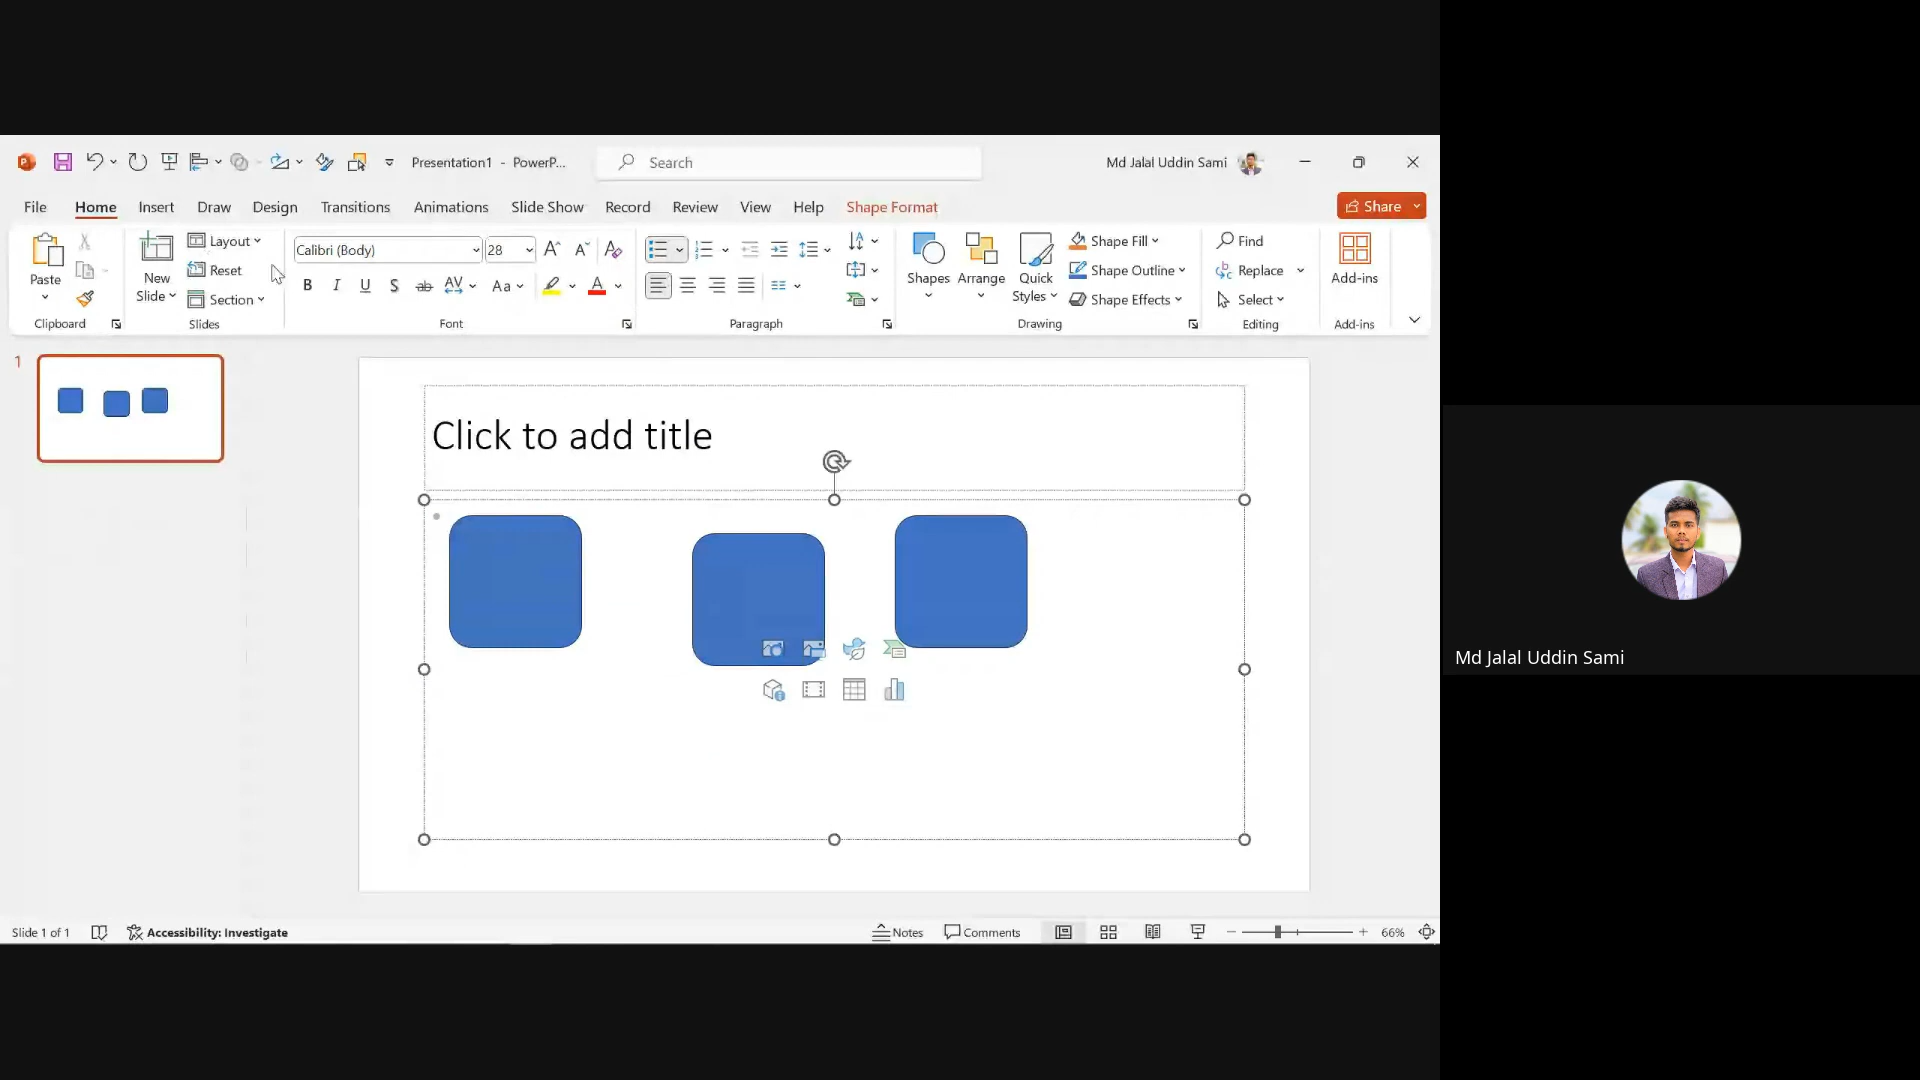 Presentation1 - PowerP...
Search
Md Jalal Uddin Sami
File Home Insert Draw Design Transitions Animations Slide Show Record Review View Help Shape Format
Share
Paste
New
Slide
Layout
Reset
Section
Calibri (Body)
28
B I U S ab AV Aa A
Shapes
Arrange
Quick
Styles
Shape Fill
Shape Outline
Shape Effects
Find
Replace
Select
Add-ins
Clipboard Slides Font Paragraph Drawing Editing Add-ins
1
Click to add title
Md Jalal Uddin Sami
Slide 1 of 1
Accessibility: Investigate
Notes
Comments
66%